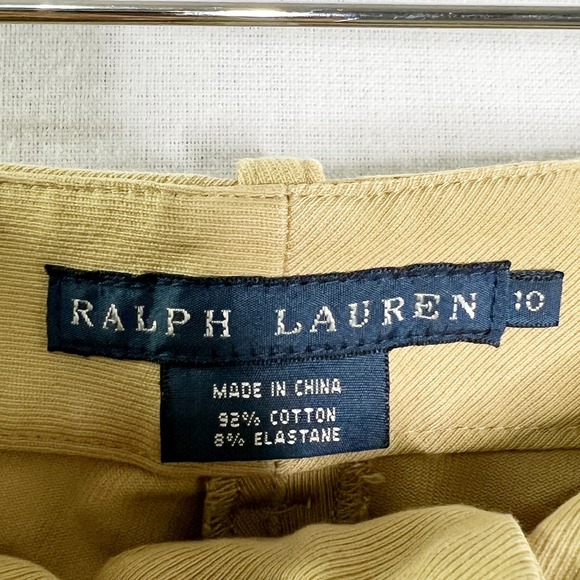 RALPH LAUREN
10
MADE IN CHINA
92% COTTON
8% ELASTANE